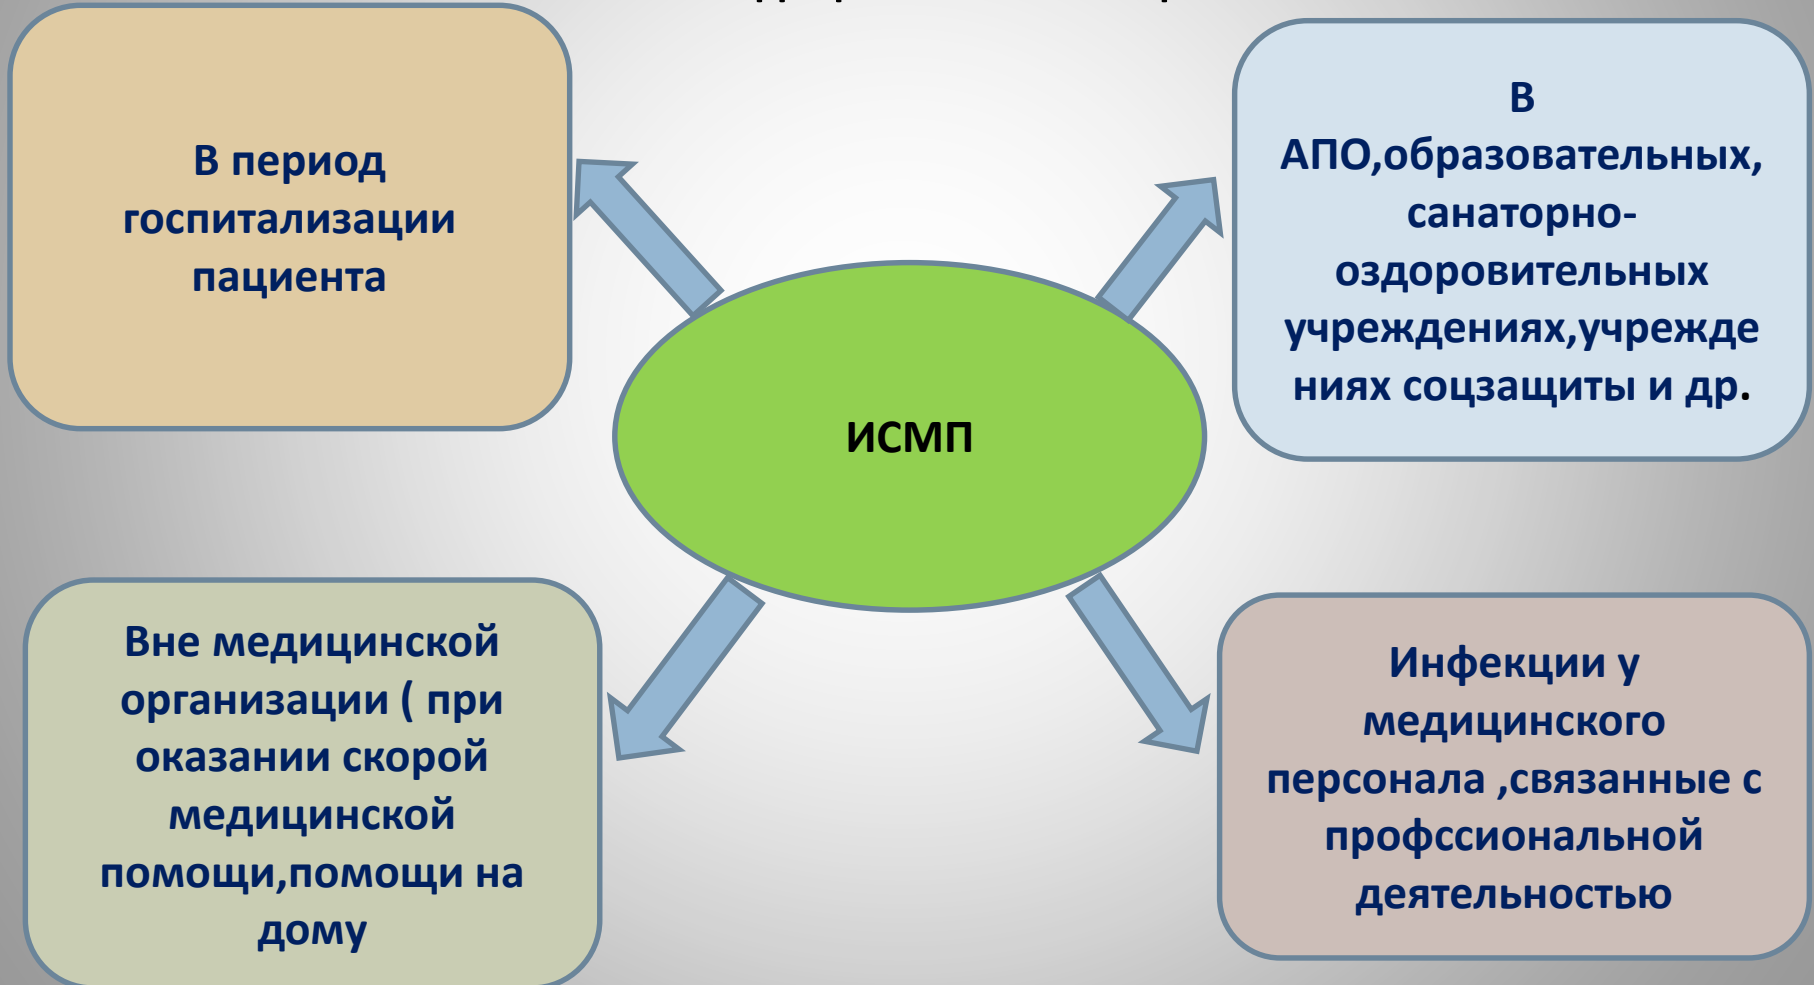 В период
госпитализации
пациента
В
АПО,образовательных,
санаторно-
оздоровительных
учреждениях,учрежде
ниях соцзащиты и др.
ИСМП
Вне медицинской
организации ( при
оказании скорой
медицинской
помощи,помощи на
дому
Инфекции у
медицинского
персонала ,связанные с
профссиональной
деятельностью